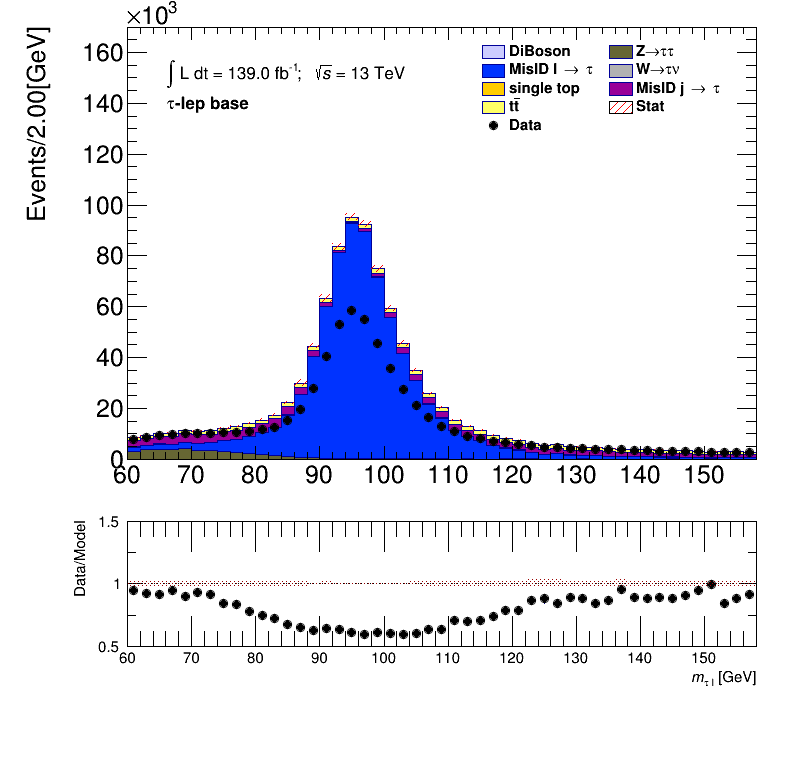 ×10³
Events/2.00[GeV]
160
140
120
100
80
60
40
20
0
∫ L dt = 139.0 fb⁻¹; √s = 13 TeV
τ-lep base
DiBoson
Z→ττ
MisID l → τ
W→τν
single top
MisID j → τ
tt̄
Stat
Data
60 70 80 90 100 110 120 130 140 150
Data/Model
1.5
1
0.5
60 70 80 90 100 110 120 130 140 150
m_τ l [GeV]